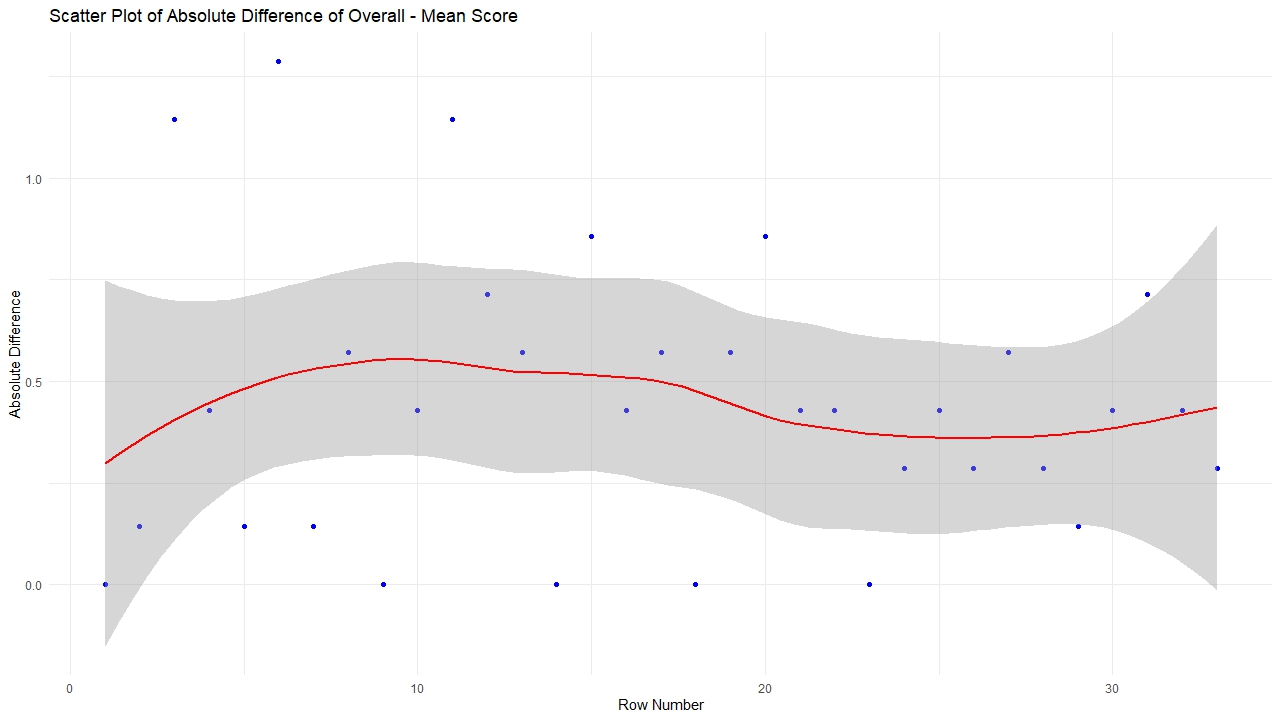 Scatter Plot of Absolute Difference of Overall - Mean Score
1.0
0.5
0.0
Absolute Difference
0
10
20
30
Row Number